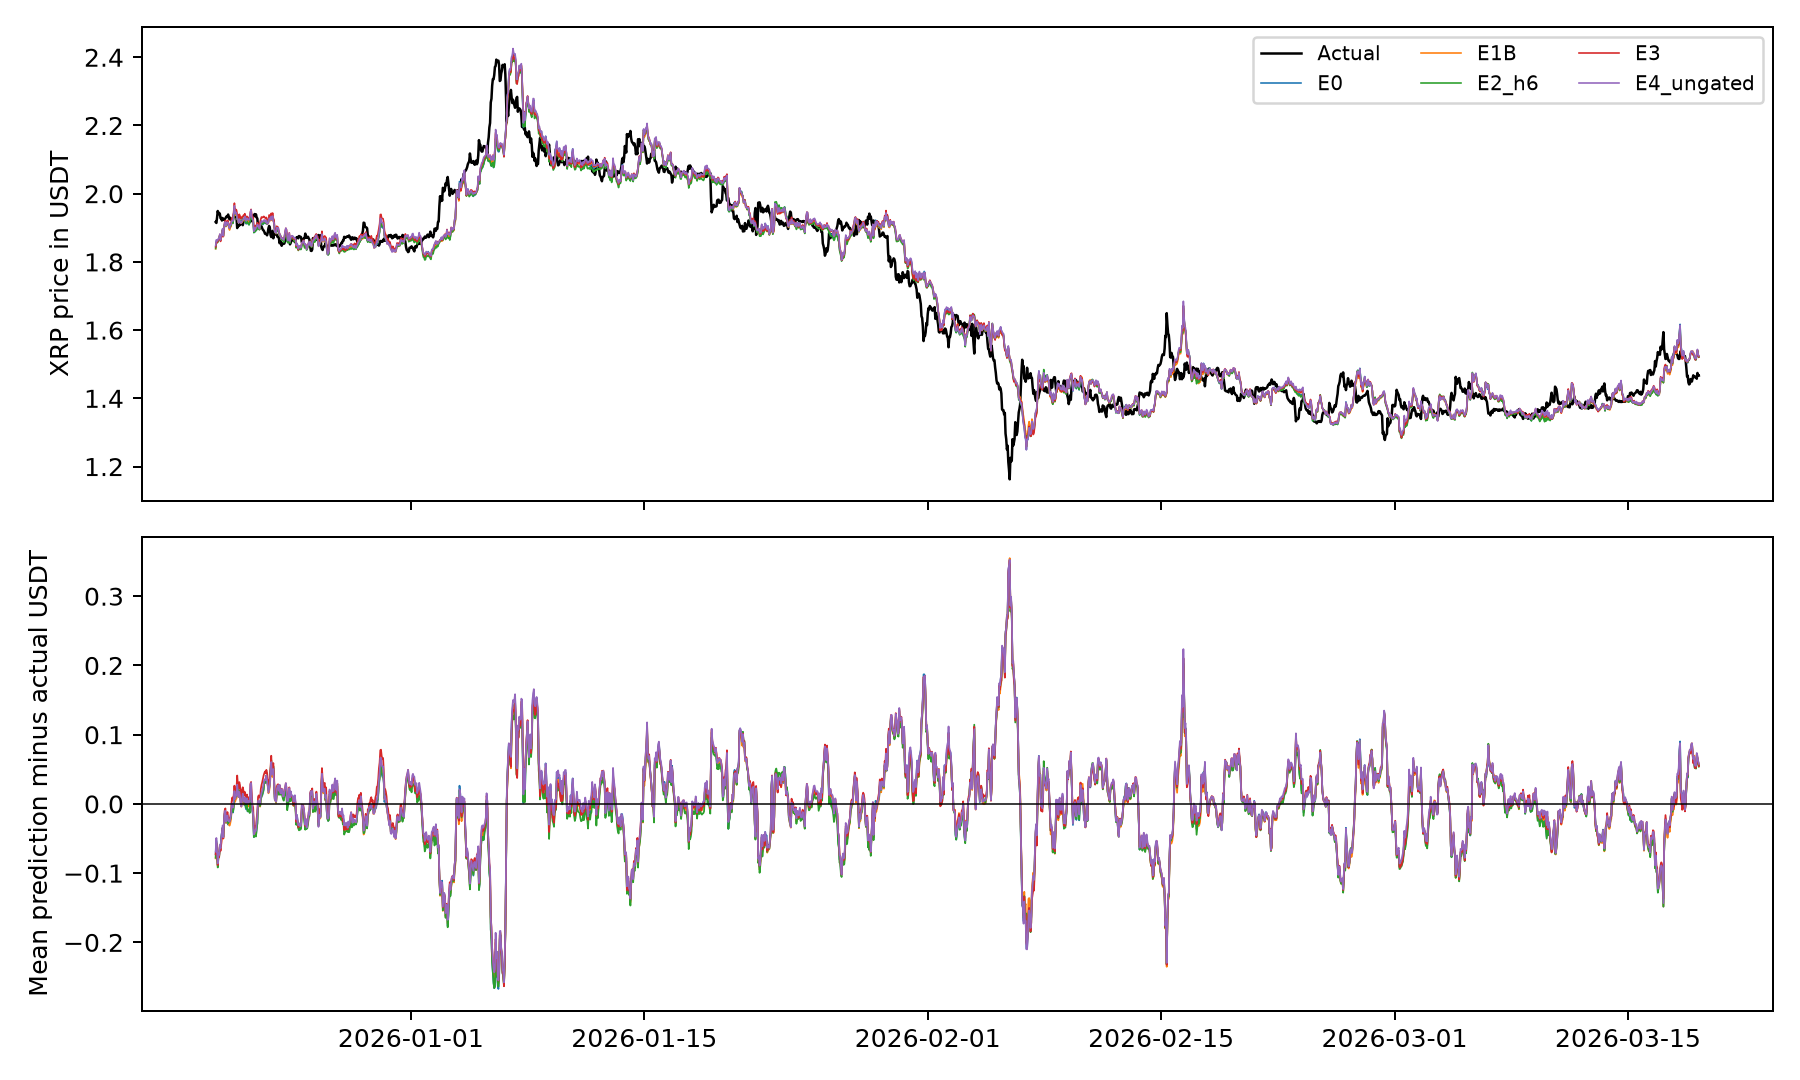 XRP price in USDT
2.4
2.2
2.0
1.8
1.6
1.4
1.2
Actual E1B E3
E0 E2_h6 E4_ungated
Mean prediction minus actual USDT
0.3
0.2
0.1
0.0
−0.1
−0.2
2026-01-01 2026-01-15 2026-02-01 2026-02-15 2026-03-01 2026-03-15